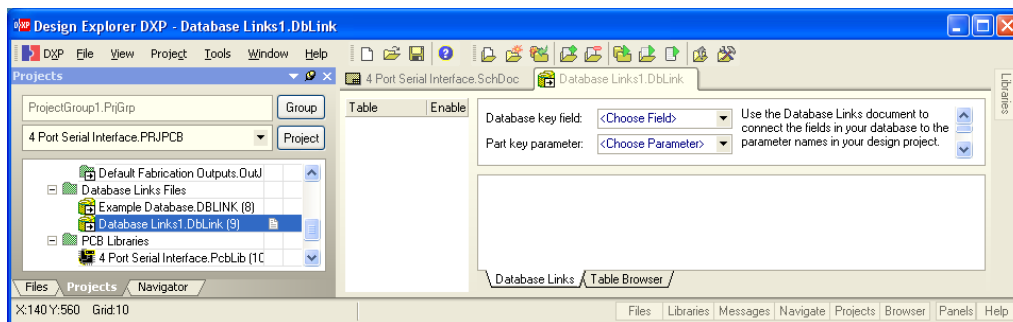 DXP Design Explorer DXP - Database Links1.DbLink
DXP File View Project Tools Window Help
Projects
4 Port Serial Interface.SchDoc Database Links1.DbLink
Libraries
ProjectGroup1.PrjGrp Group
4 Port Serial Interface.PRJPCB Project
Default Fabrication Outputs.OutJ
Database Links Files
Example Database.DBLINK (8)
Database Links1.DbLink (9)
PCB Libraries
4 Port Serial Interface.PcbLib (10
Files Projects Navigator
Table Enable
Database key field: <Choose Field>
Part key parameter: <Choose Parameter>
Use the Database Links document to
connect the fields in your database to the
parameter names in your design project.
Database Links Table Browser
X:140 Y:560 Grid:10
Files Libraries Messages Navigate Projects Browser Panels Help